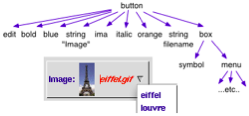 button
edit bold blue string ima italic orange string box
"Image" filename
symbol menu
...etc..
Image: eiffel.gif
eiffel
louvre